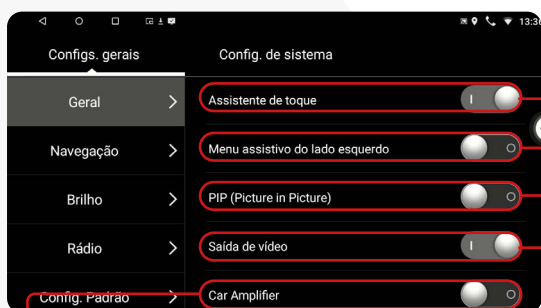 13:36
Configs. gerais
Config. de sistema
Geral
Assistente de toque
Navegação
Menu assistivo do lado esquerdo
Brilho
PIP (Picture in Picture)
Rádio
Saída de vídeo
Config. Padrão
Car Amplifier